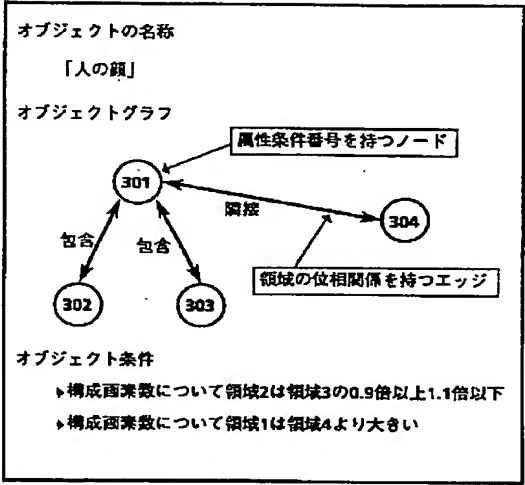 オブジェクトの名称
「人の顔」
オブジェクトグラフ
属性条件番号を持つノード
301
隣接
304
包含
包含
領域の位相関係を持つエッジ
302
303
オブジェクト条件
▸構成画素数について領域2は領域3の0.9倍以上1.1倍以下
▸構成画素数について領域1は領域4より大きい